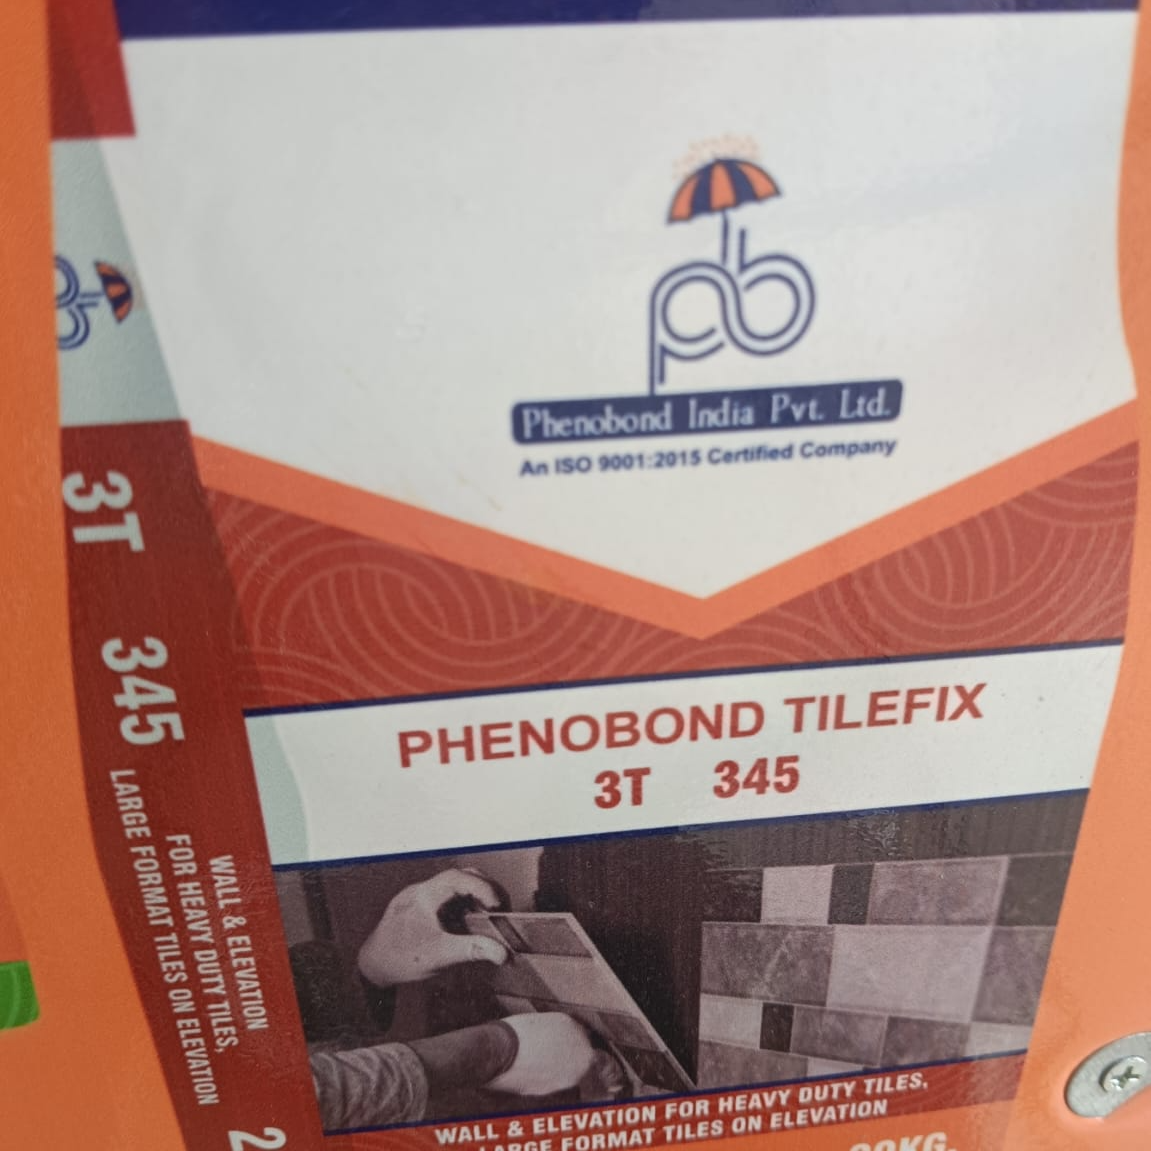 pb
Phenobond India Pvt. Ltd.
An ISO 9001:2015 Certified Company
PHENOBOND TILEFIX
3T 345
WALL & ELEVATION FOR HEAVY DUTY TILES,
LARGE FORMAT TILES ON ELEVATION
pb
3T 345
WALL & ELEVATION
FOR HEAVY DUTY TILES,
LARGE FORMAT TILES ON ELEVATION